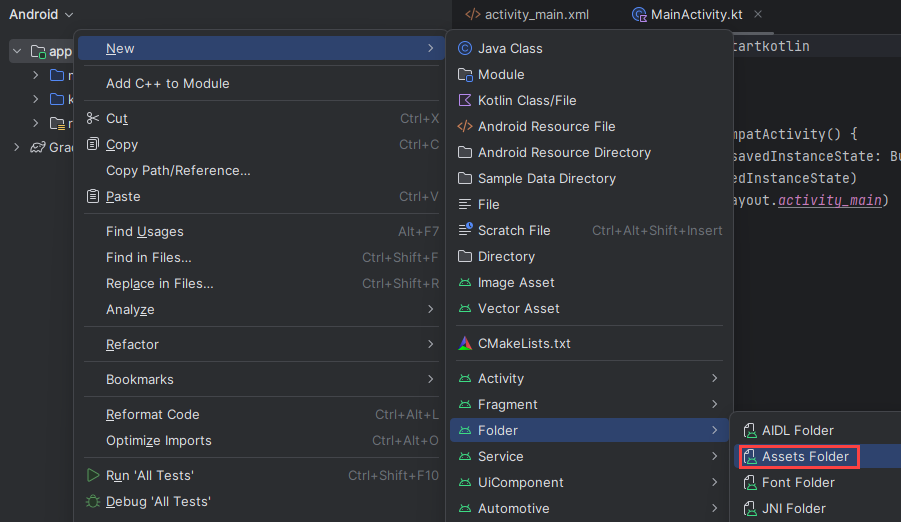 Android
activity_main.xml
MainActivity.kt
app
Grad
New
Add C++ to Module
Cut Ctrl+X
Copy Ctrl+C
Copy Path/Reference...
Paste Ctrl+V
Find Usages Alt+F7
Find in Files... Ctrl+Shift+F
Replace in Files... Ctrl+Shift+R
Analyze
Refactor
Bookmarks
Reformat Code Ctrl+Alt+L
Optimize Imports Ctrl+Alt+O
Run 'All Tests' Ctrl+Shift+F10
Debug 'All Tests'
Java Class
Module
Kotlin Class/File
Android Resource File
Android Resource Directory
Sample Data Directory
File
Scratch File Ctrl+Alt+Shift+Insert
Directory
Image Asset
Vector Asset
CMakeLists.txt
Activity
Fragment
Folder
Service
UiComponent
Automotive
AIDL Folder
Assets Folder
Font Folder
JNI Folder
tartkotlin
mpatActivity() {
savedInstanceState: Bu
edInstanceState)
ayout.activity_main)